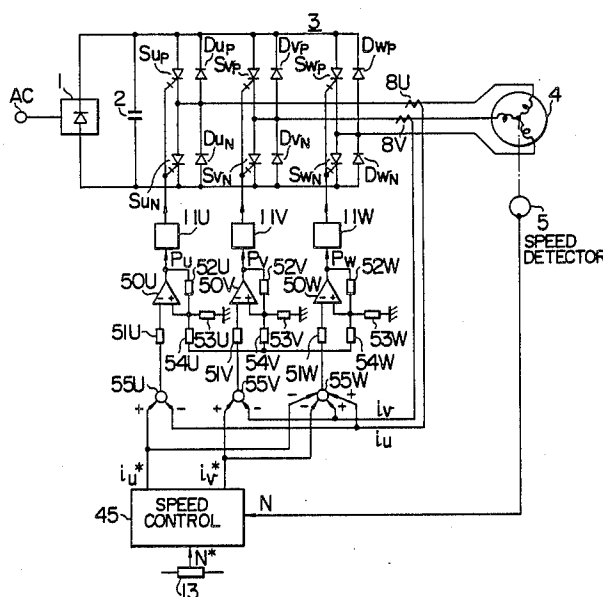 3
Sup Dup Svp Dvp Swp Dwp
1
AC
2
8U
8V
4
SuN DuN SvN DvN SwN DwN
11U 11V 11W
5
SPEED
DETECTOR
Pu Pv Pw
50U 52U 50V 52V 50W 52W
51U 53U 53V 53W
54U 51V 54V 51W 54W
55U 55V 55W
+ - + - - - + +
iv
iu
iu* iv*
45 SPEED
CONTROL
N
N*
13